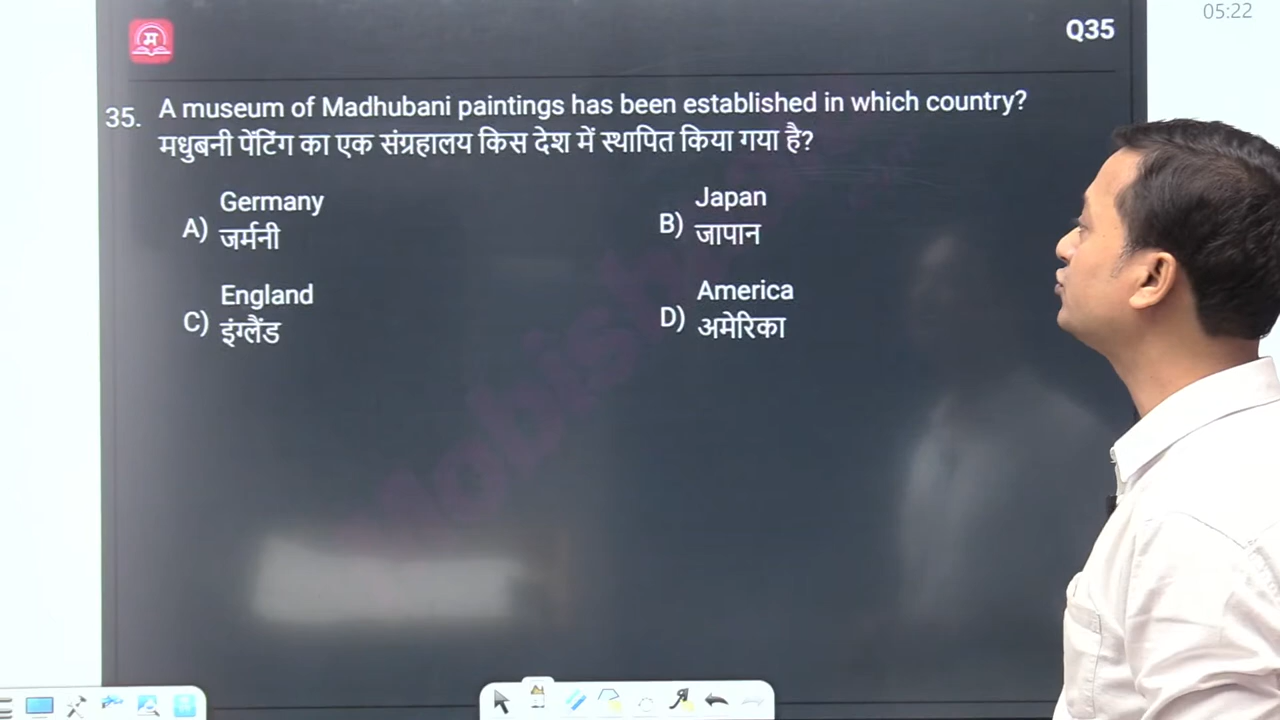 05:22
म
Q35
35. A museum of Madhubani paintings has been established in which country?
मधुबनी पेंटिंग का एक संग्रहालय किस देश में स्थापित किया गया है?
A) Germany
जर्मनी
B) Japan
जापान
C) England
इंग्लैंड
D) America
अमेरिका